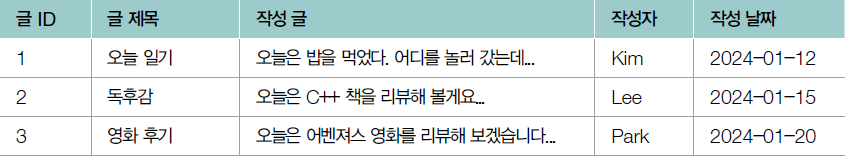 글 ID 글 제목 작성 글 작성자 작성 날짜
1 오늘 일기 오늘은 밥을 먹었다. 어디를 놀러 갔는데... Kim 2024-01-12
2 독후감 오늘은 C++ 책을 리뷰해 볼게요... Lee 2024-01-15
3 영화 후기 오늘은 어벤져스 영화를 리뷰해 보겠습니다... Park 2024-01-20